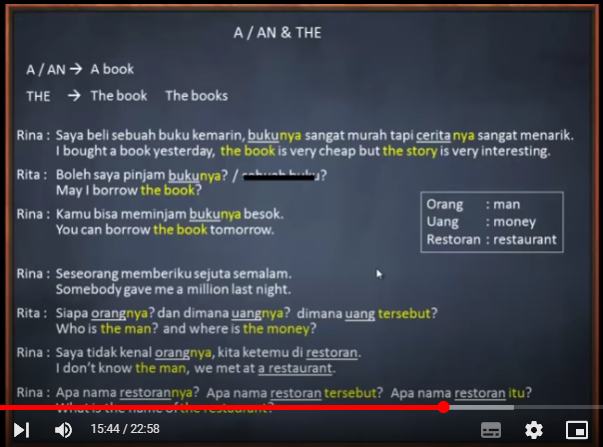 A / AN & THE
A / AN → A book
THE → The book The books
Rina : Saya beli sebuah buku kemarin, bukunya sangat murah tapi cerita nya sangat menarik.
I bought a book yesterday, the book is very cheap but the story is very interesting.
Rita : Boleh saya pinjam bukunya? /
May I borrow the book?
Rina : Kamu bisa meminjam bukunya besok.
You can borrow the book tomorrow.
Orang : man
Uang : money
Restoran : restaurant
Rina : Seseorang memberiku sejuta semalam.
Somebody gave me a million last night.
Rita : Siapa orangnya? dan dimana uangnya? dimana uang tersebut?
Who is the man? and where is the money?
Rina : Saya tidak kenal orangnya, kita ketemu di restoran.
I don't know the man, we met at a restaurant.
Rina : Apa nama restorannya? Apa nama restoran tersebut? Apa nama restoran itu?
What is the name of the restaurant?
15:44 / 22:58